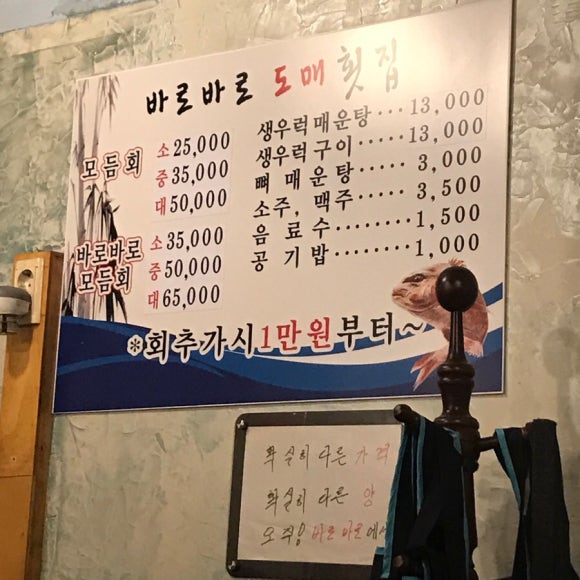 바로바로 도매횟집
모듬회
소 25,000
중 35,000
대 50,000
바로바로
모듬회
소 35,000
중 50,000
대 65,000
생우럭매운탕···13,000
생우럭구이·····13,000
뼈 매운탕·····3,000
소주, 맥주·····3,500
음료수········1,500
공기밥········1,000
※회추가시1만원부터~
확실히 다른 가격
확실히 다른 양
바로바로에서